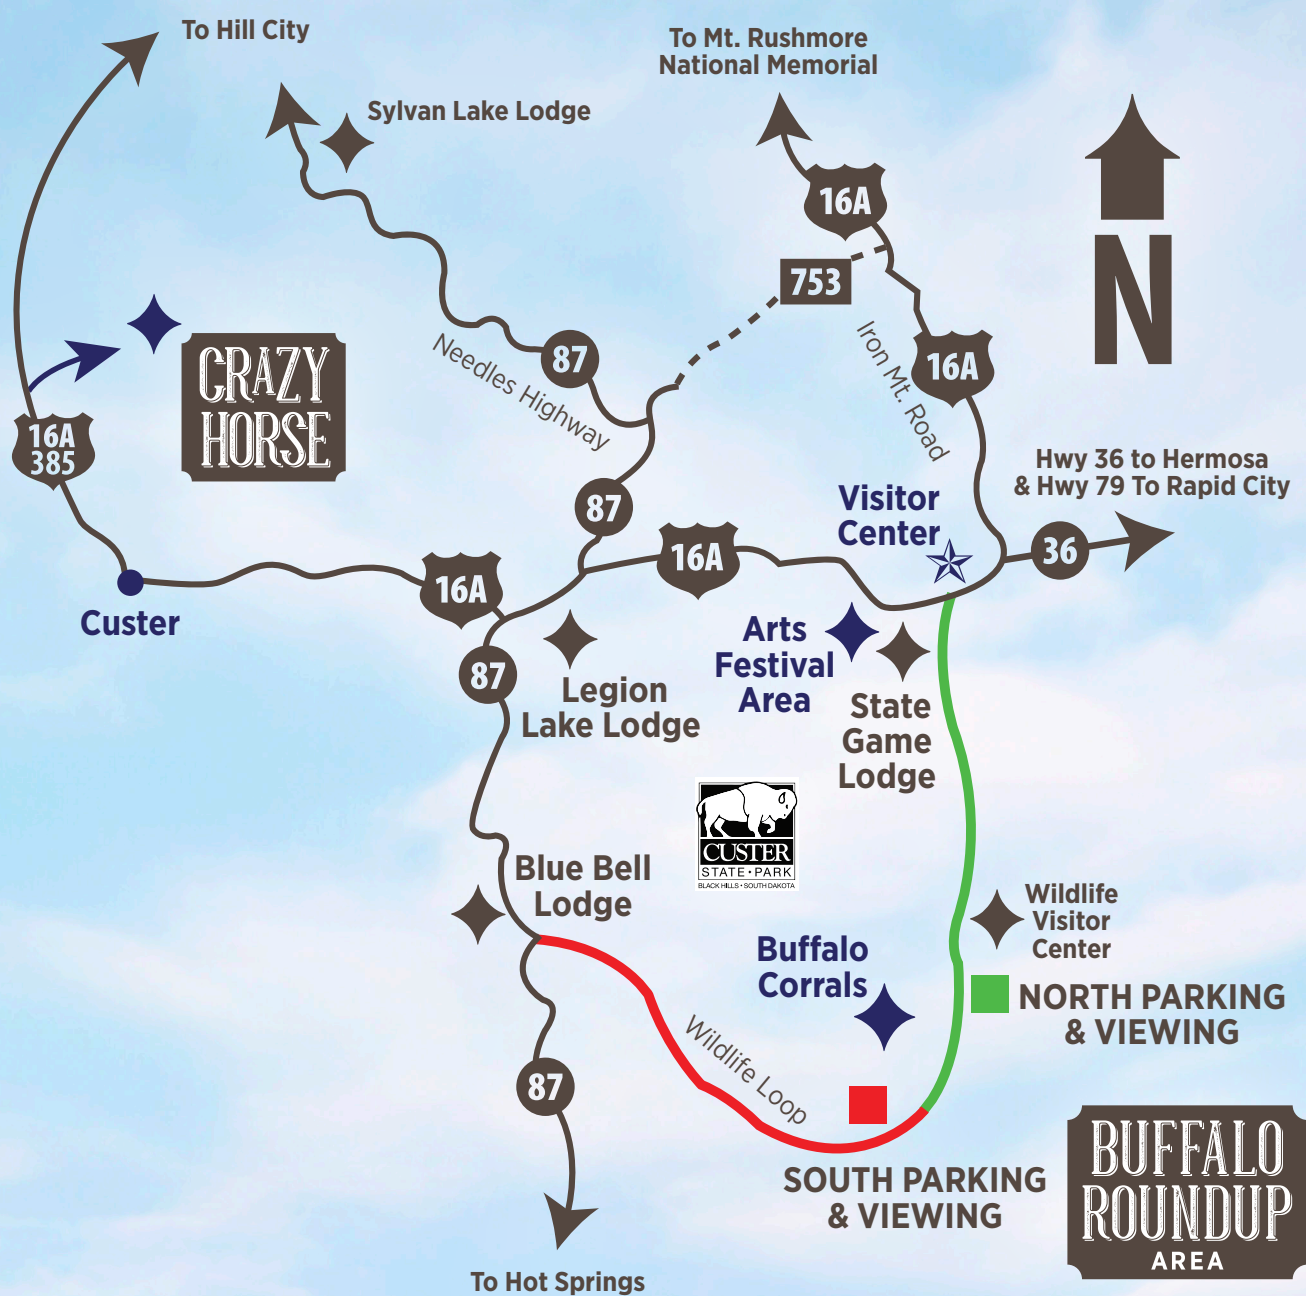 To Hill City
To Mt. Rushmore
National Memorial
Sylvan Lake Lodge
16A
753
N
CRAZY
HORSE
Needles Highway
87
Iron Mt. Road
16A
16A
385
Hwy 36 to Hermosa
& Hwy 79 To Rapid City
Visitor
Center
87
36
16A
16A
Custer
Arts
Festival
Area
87
Legion
Lake Lodge
State
Game
Lodge
CUSTER
STATE • PARK
BLACK HILLS • SOUTH DAKOTA
Blue Bell
Lodge
Wildlife
Visitor
Center
Buffalo
Corrals
NORTH PARKING
& VIEWING
Wildlife Loop
87
SOUTH PARKING
& VIEWING
BUFFALO
ROUNDUP
AREA
To Hot Springs